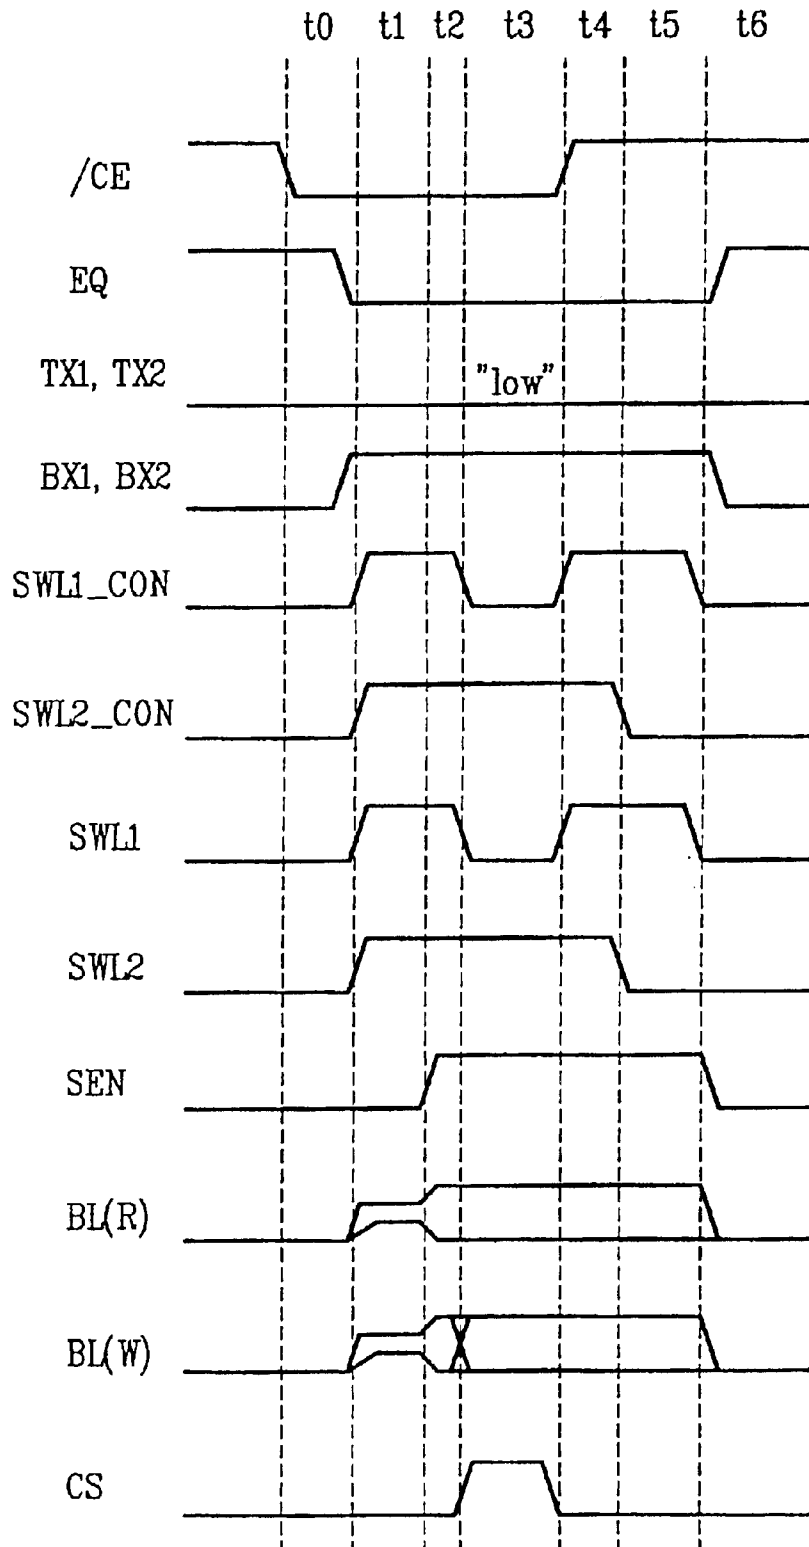 t0 t1 t2 t3 t4 t5 t6
/CE
EQ
TX1, TX2
"low"
BX1, BX2
SWL1_CON
SWL2_CON
SWL1
SWL2
SEN
BL(R)
BL(W)
CS